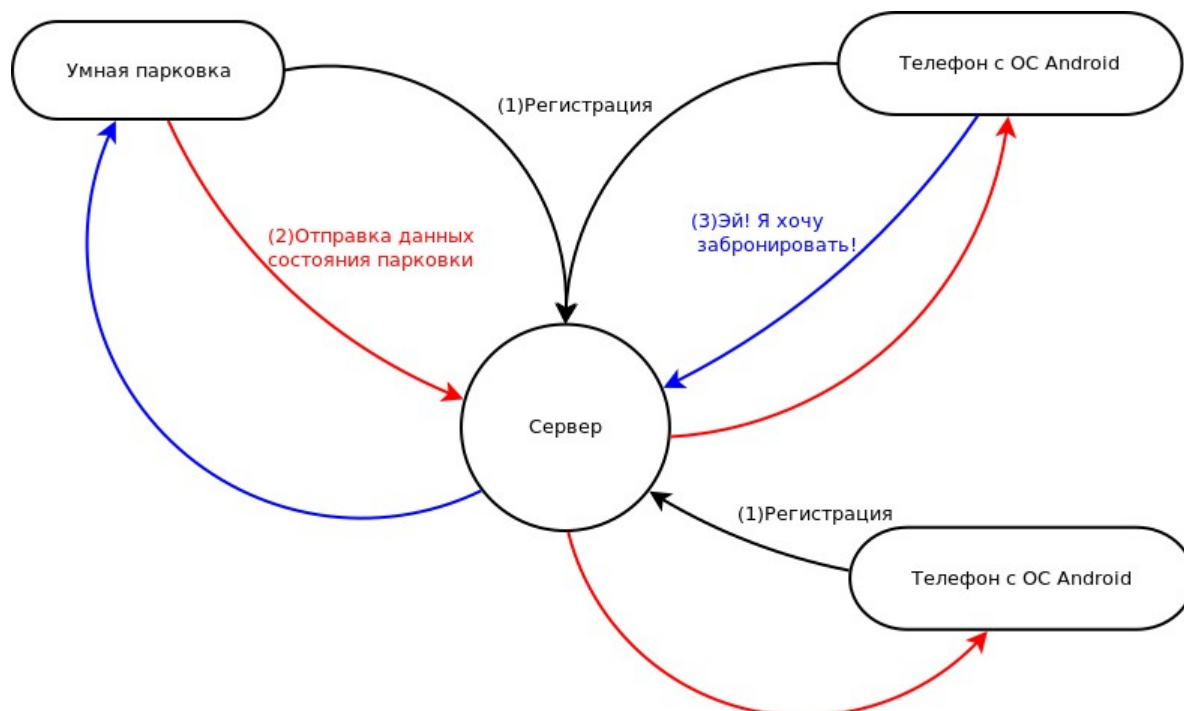 Умная парковка
Телефон с ОС Android
(1)Регистрация
(2)Отправка данных
состояния парковки
(3)Эй! Я хочу
забронировать!
Сервер
(1)Регистрация
Телефон с ОС Android